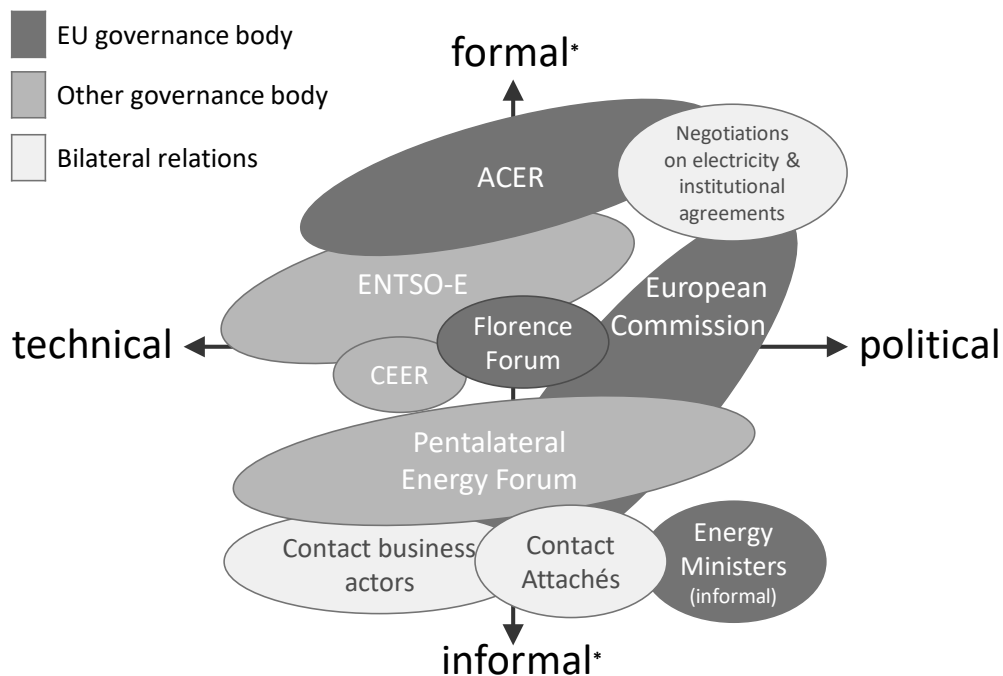 EU governance body
Other governance body
Bilateral relations
formal*
ACER
Negotiations
on electricity &
institutional
agreements
ENTSO-E
European
Commission
Florence
Forum
technical
political
CEER
Pentalateral
Energy Forum
Contact business
actors
Contact
Attachés
Energy
Ministers
(informal)
informal*